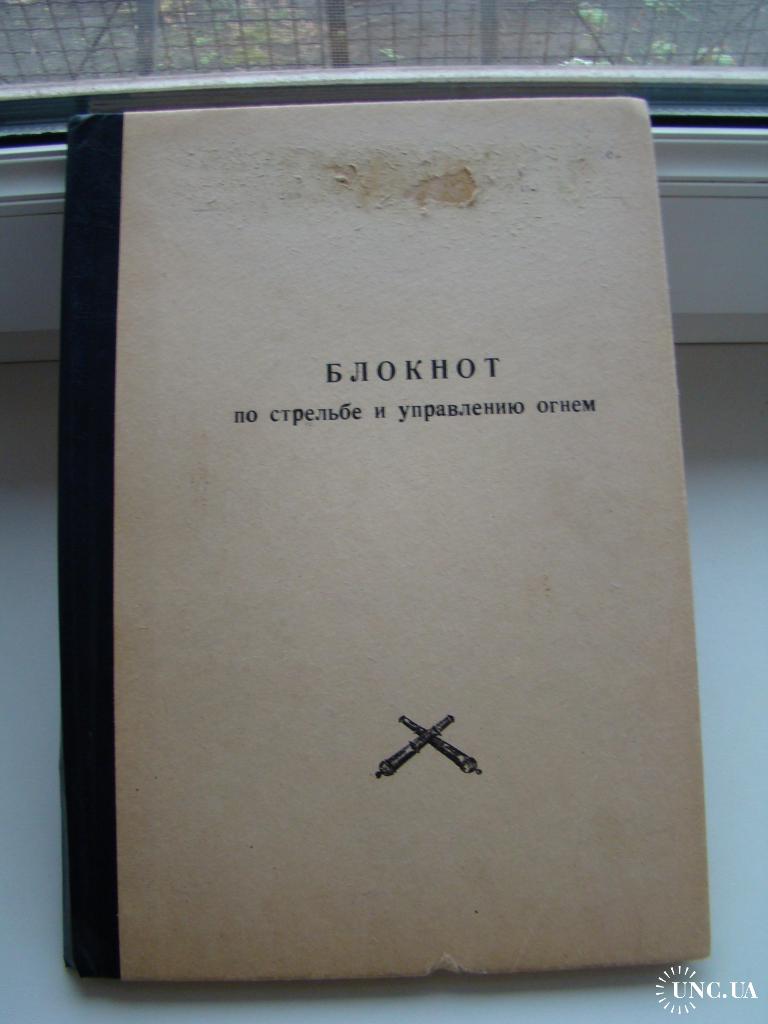 БЛОКНОТ
по стрельбе и управлению огнем
UNC.UA